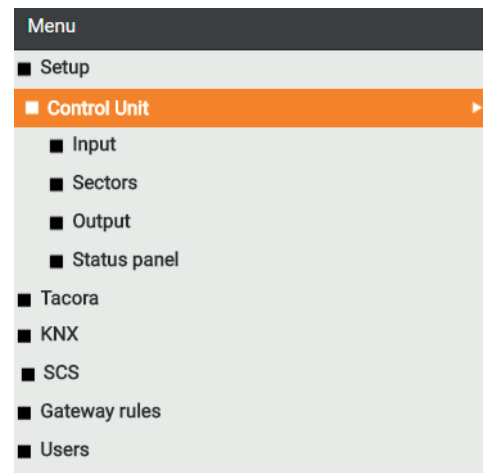 Menu
Setup
Control Unit
Input
Sectors
Output
Status panel
Tacora
KNX
SCS
Gateway rules
Users